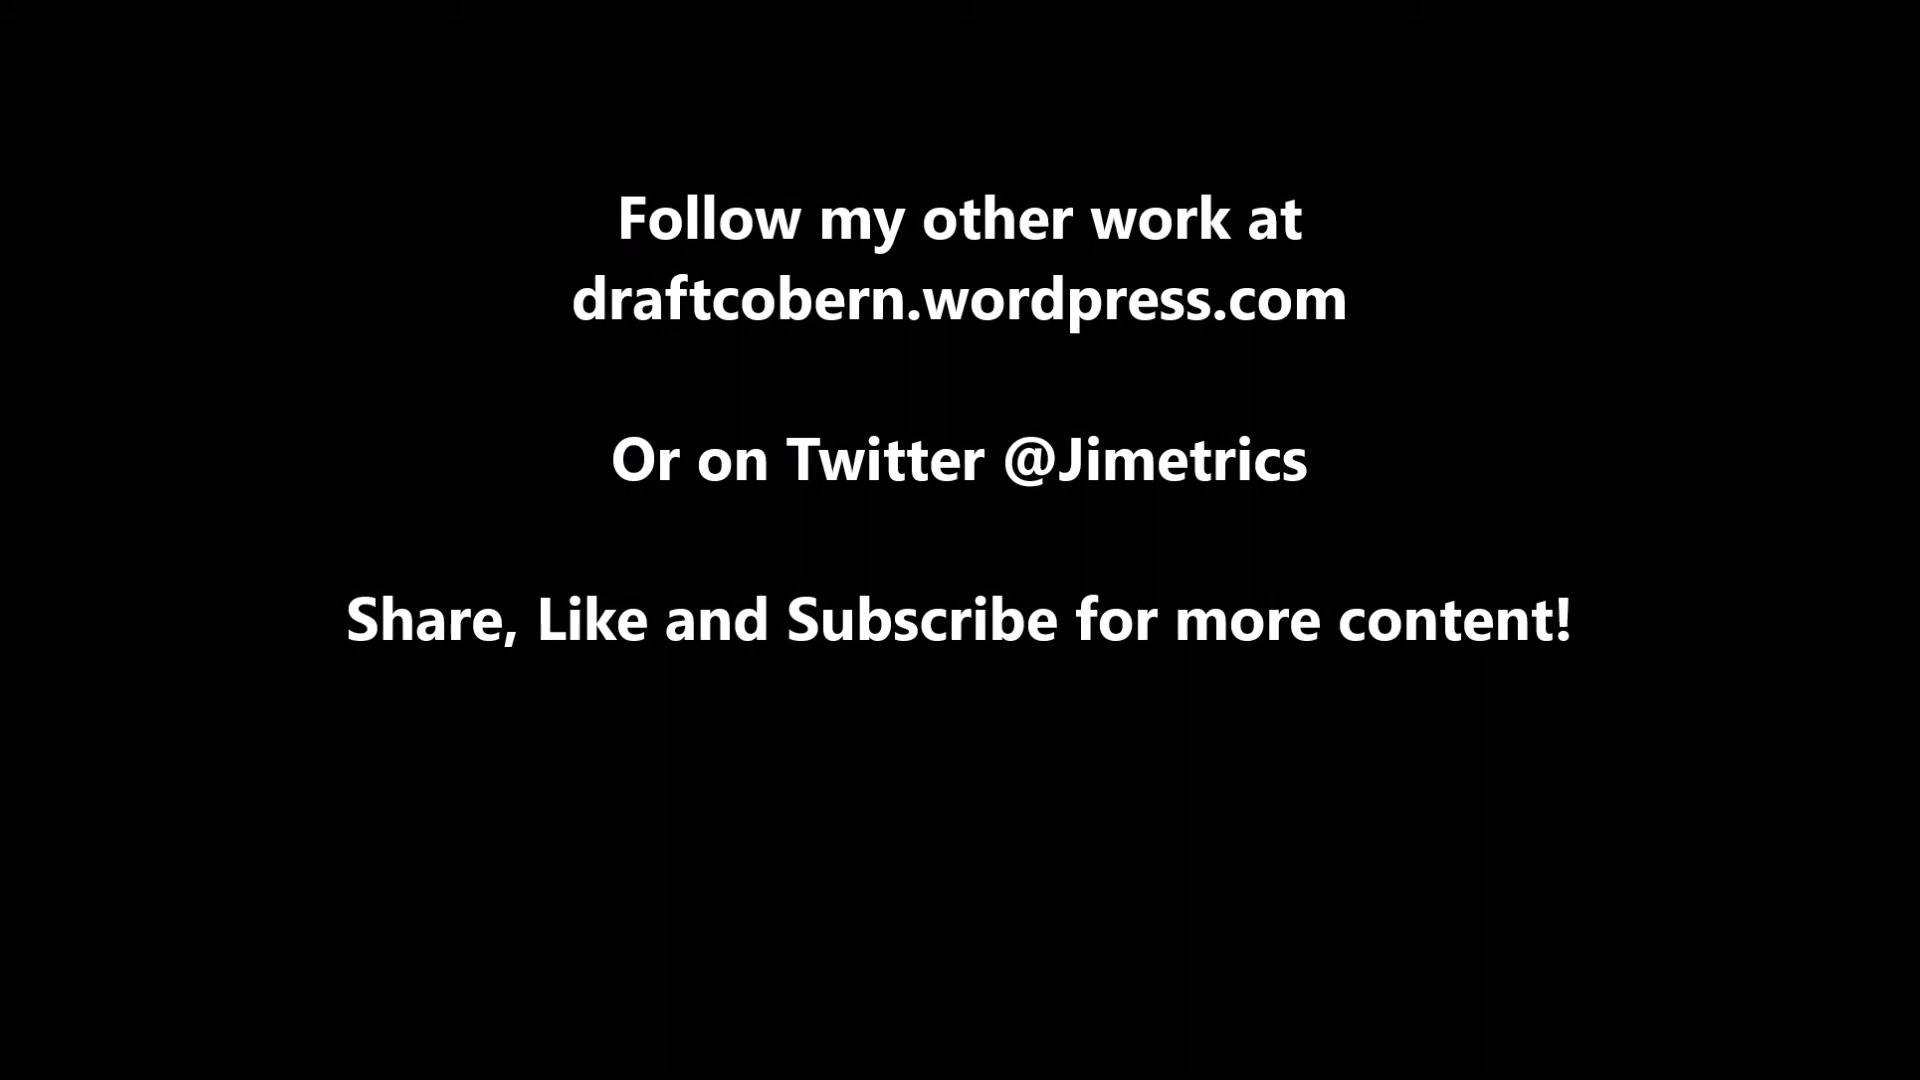 Follow my other work at
draftcobern.wordpress.com
Or on Twitter @Jimetrics
Share, Like and Subscribe for more content!